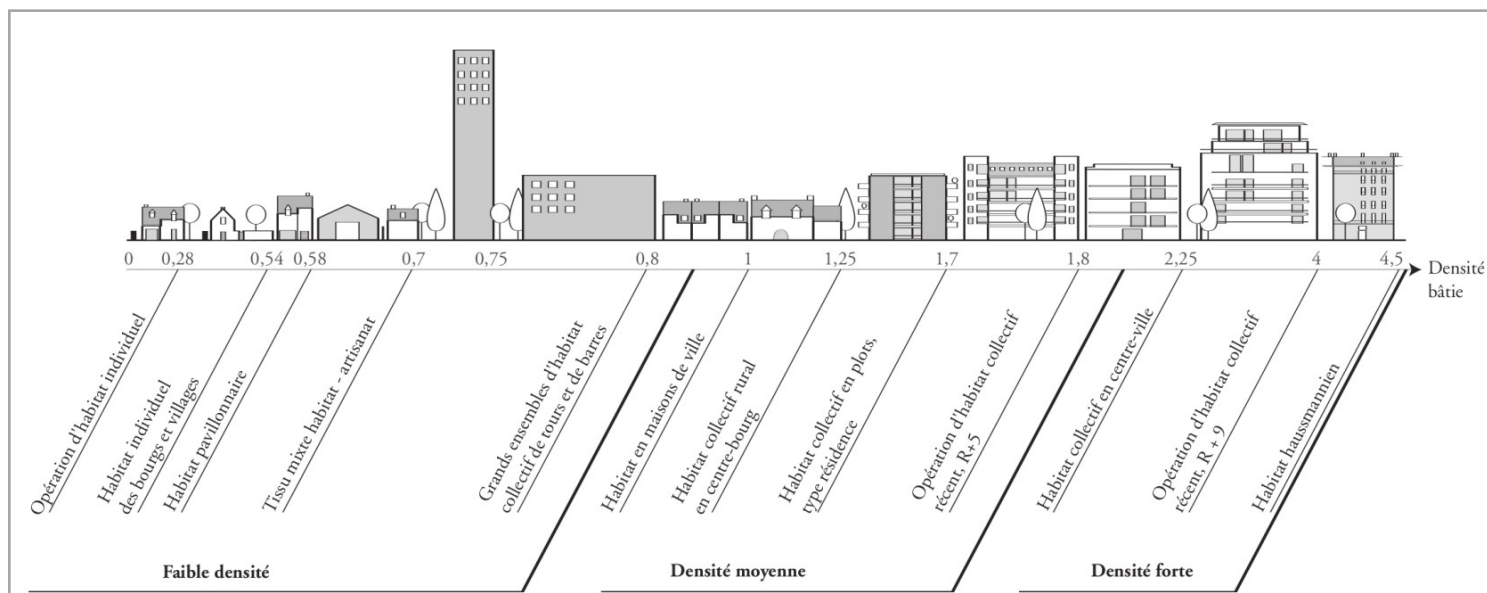 0 0,28 0,54 0,58 0,7 0,75 0,8 1 1,25 1,7 1,8 2,25 4 4,5
Densité
bâtie
Opération d'habitat individuel
Habitat individuel
des bourgs et villages
Habitat pavillonnaire
Tissu mixte habitat - artisanat
Grands ensembles d'habitat
collectif de tours et de barres
Habitat en maisons de ville
Habitat collectif rural
en centre-bourg
Habitat collectif en plots,
type résidence
Opération d'habitat collectif
récent, R+5
Habitat collectif en centre-ville
Opération d'habitat collectif
récent, R + 9
Habitat haussmannien
Faible densité
Densité moyenne
Densité forte